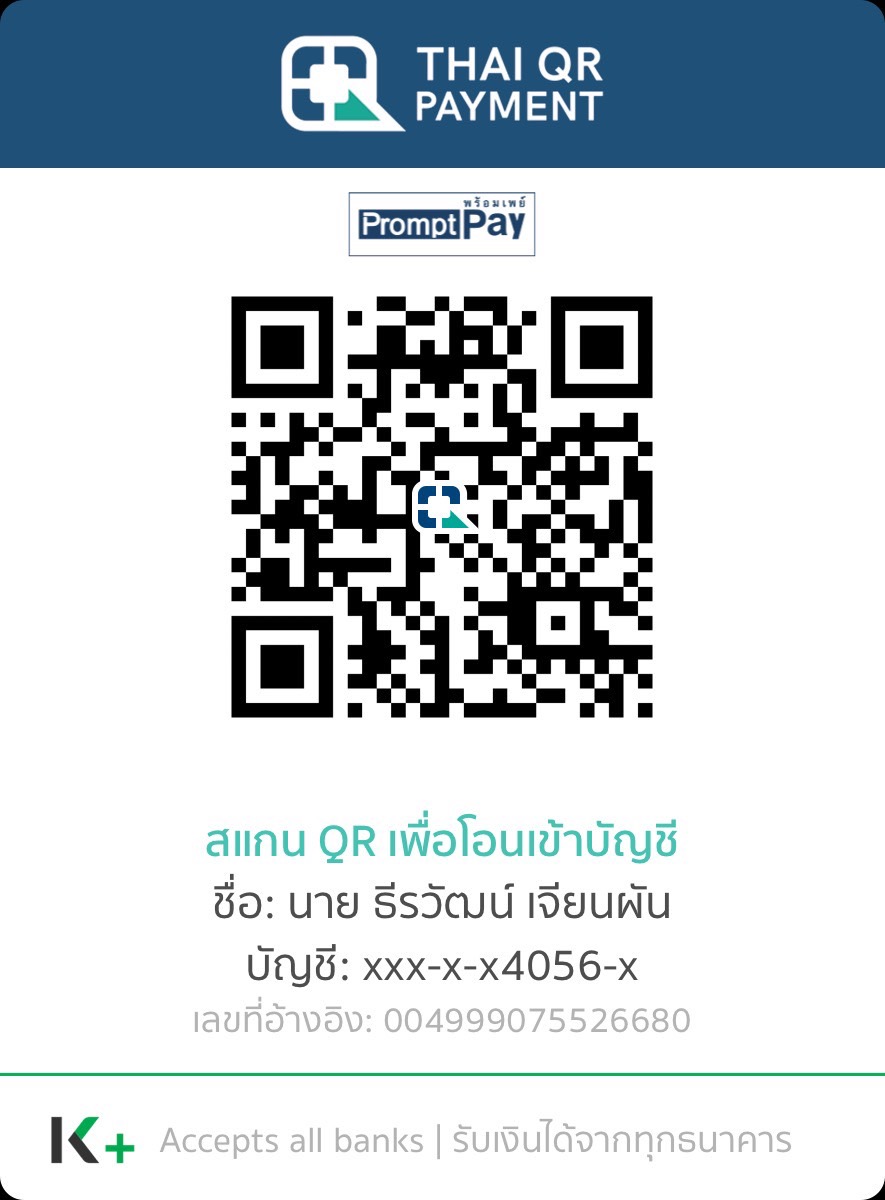 THAI QR
PAYMENT
พร้อมเพย์
PromptPay
สแกน QR เพื่อโอนเข้าบัญชี
ชื่อ: นาย ธีรวัฒน์ เจียนผัน
บัญชี: xxx-x-x4056-x
เลขที่อ้างอิง: 004999075526680
K+
Accepts all banks | รับเงินได้จากทุกธนาคาร